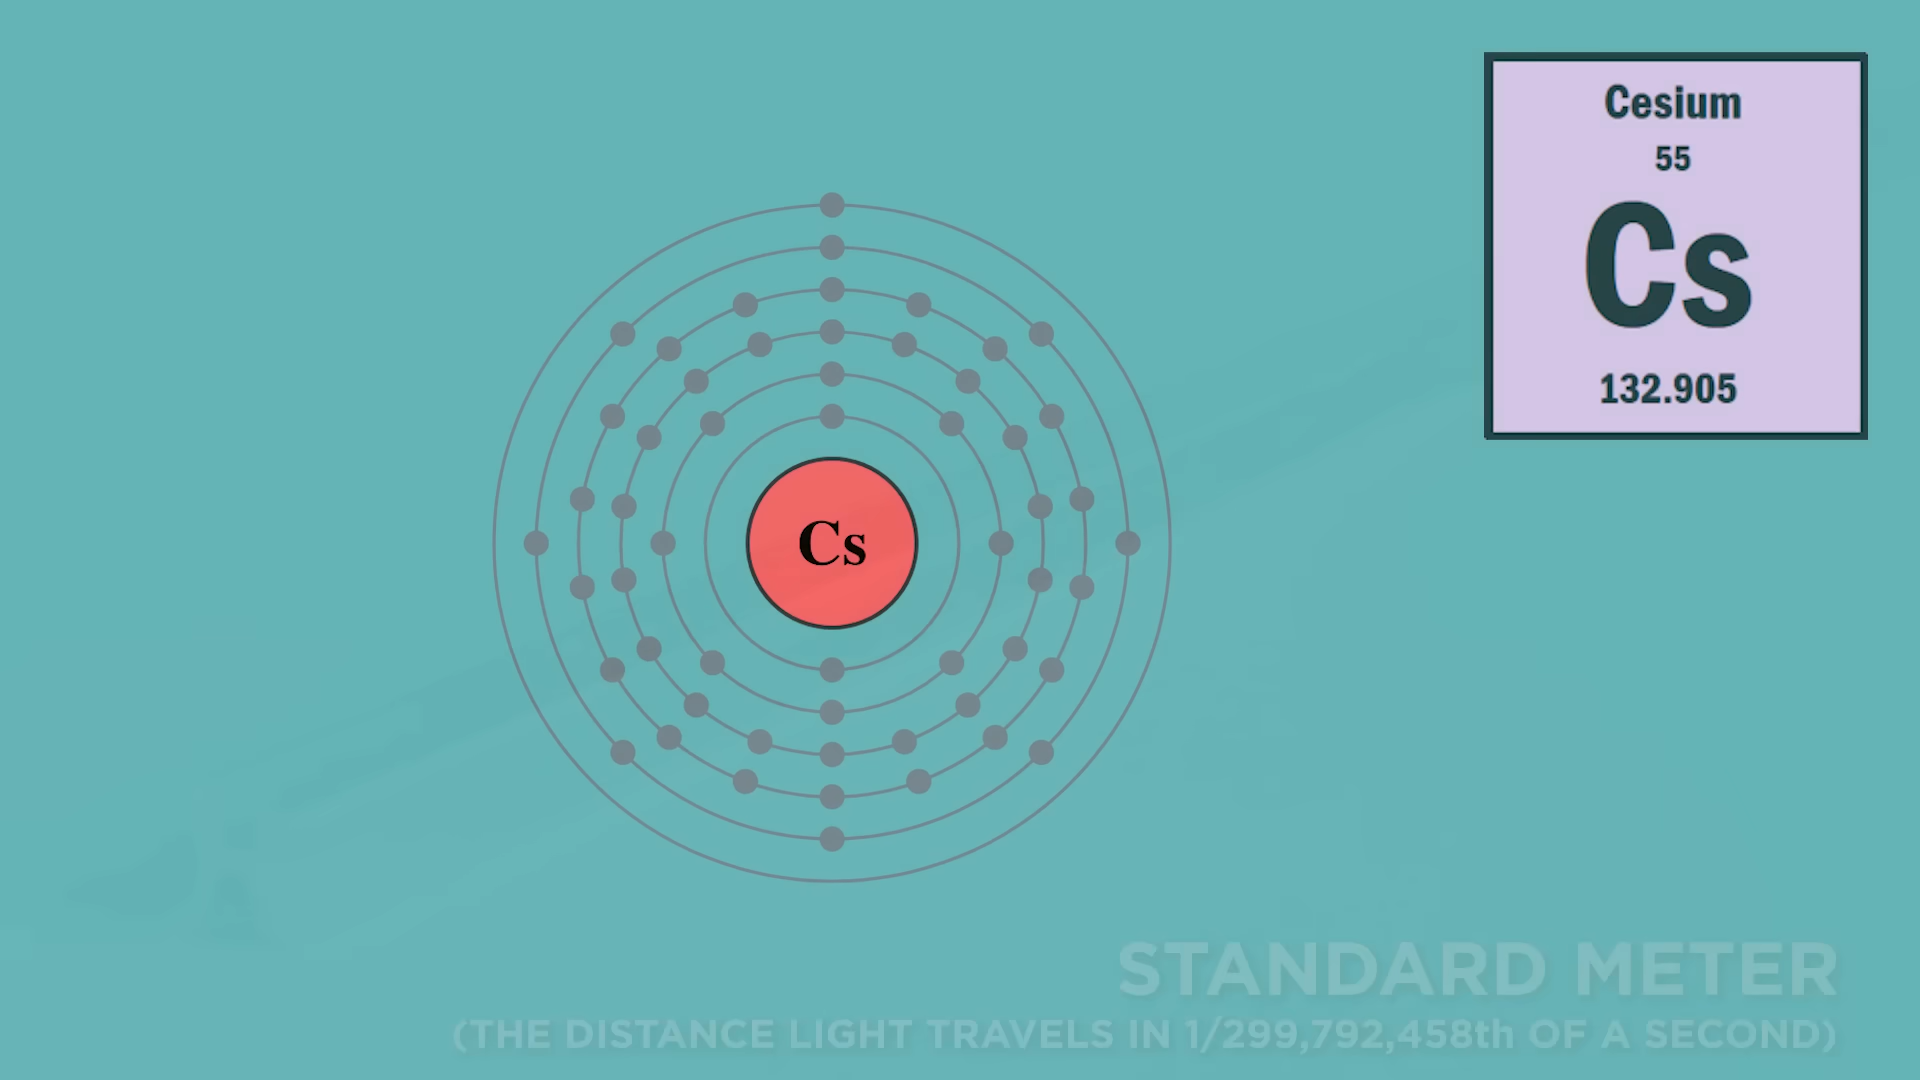 Cesium
55
Cs
132.905
Cs
STANDARD METER
(THE DISTANCE LIGHT TRAVELS IN 1/299,792,458th OF A SECOND)